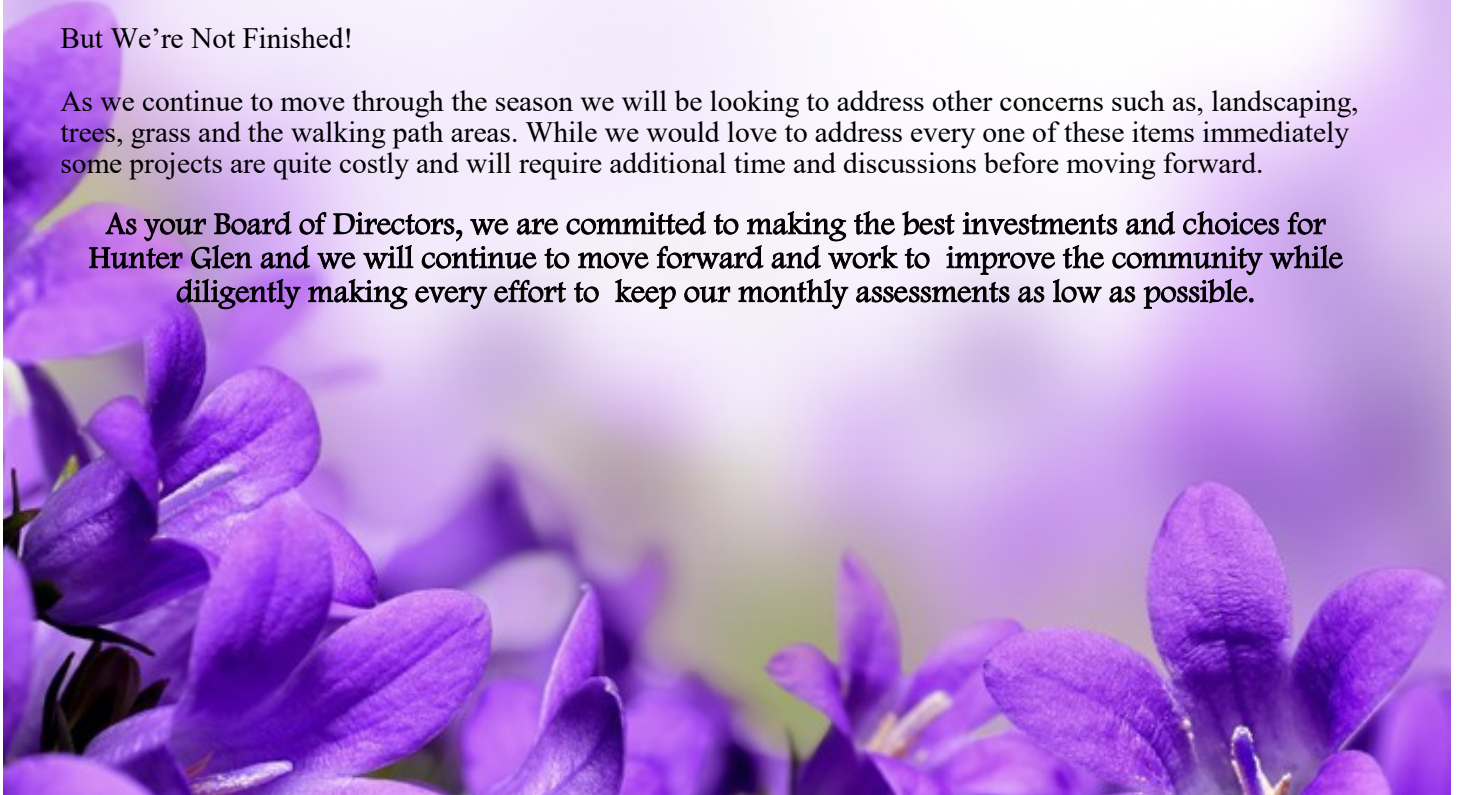 But We’re Not Finished!
As we continue to move through the season we will be looking to address other concerns such as, landscaping,
trees, grass and the walking path areas. While we would love to address every one of these items immediately
some projects are quite costly and will require additional time and discussions before moving forward.
As your Board of Directors, we are committed to making the best investments and choices for
Hunter Glen and we will continue to move forward and work to  improve the community while
diligently making every effort to  keep our monthly assessments as low as possible.